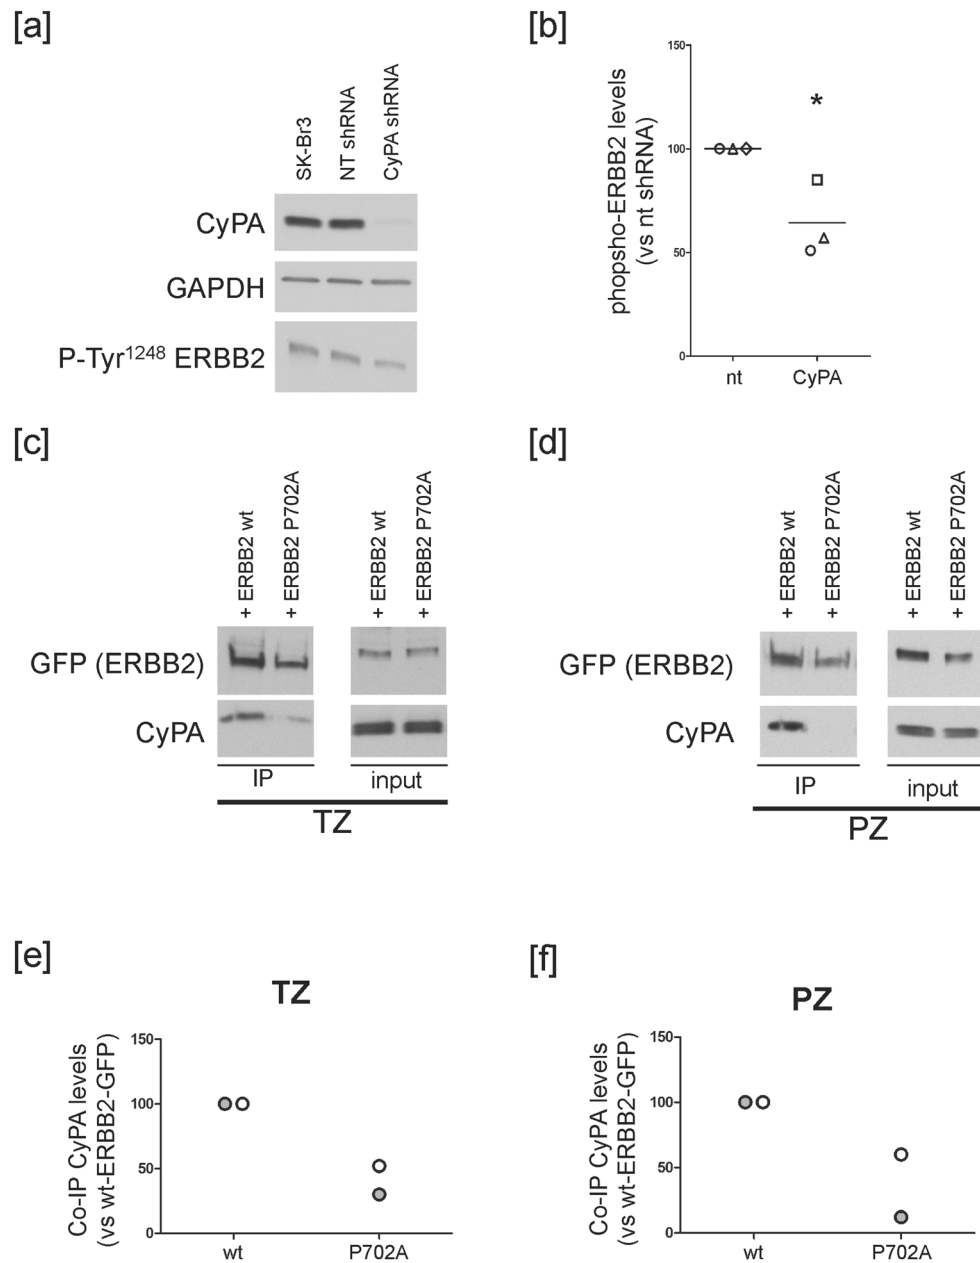 [a]
SK-Br3
NT shRNA
CyPA shRNA
CyPA
GAPDH
P-Tyr1248 ERBB2
[b]
phopsho-ERBB2 levels
(vs nt shRNA)
150
100
50
0
*
nt
CyPA
[c]
+ ERBB2 wt
+ ERBB2 P702A
+ ERBB2 wt
+ ERBB2 P702A
GFP (ERBB2)
CyPA
IP
input
TZ
[d]
+ ERBB2 wt
+ ERBB2 P702A
+ ERBB2 wt
+ ERBB2 P702A
GFP (ERBB2)
CyPA
IP
input
PZ
[e]
TZ
Co-IP CyPA levels
(vs wt-ERBB2-GFP)
150
100
50
0
wt
P702A
[f]
PZ
Co-IP CyPA levels
(vs wt-ERBB2-GFP)
150
100
50
0
wt
P702A